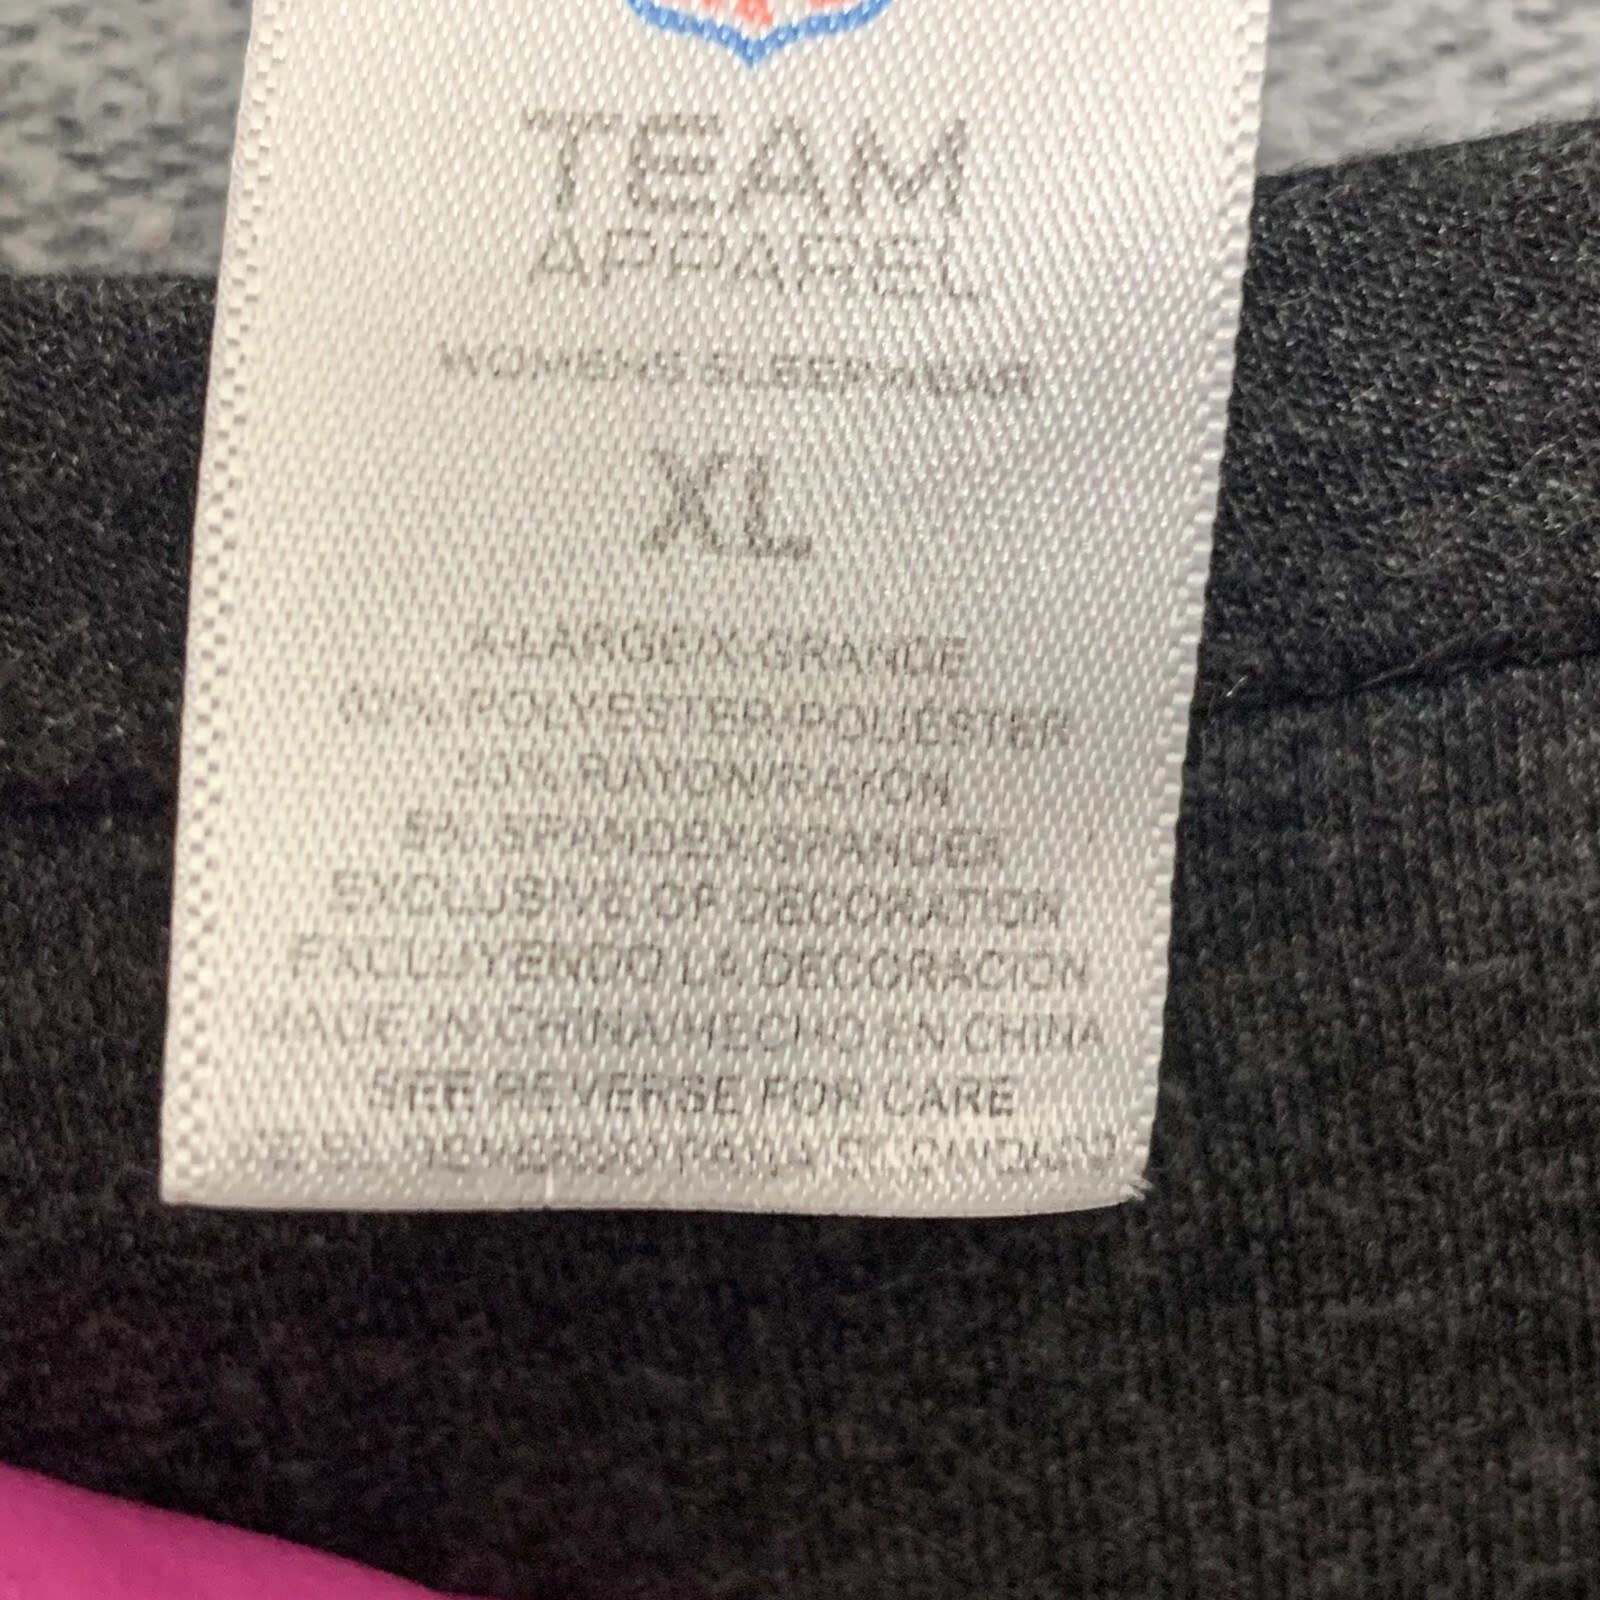 TEAM
APPAREL
WOMENS SLEEPWEAR
XL
X-LARGE/X-GRANDE
POLYESTER/POLIESTER
RAYON/RAYON
5% SPANDEX/SPANDEX
EXCLUSIVE OF DECORATION
EXCLUYENDO LA DECORACION
MADE IN CHINA/HECHO EN CHINA
SEE REVERSE FOR CARE